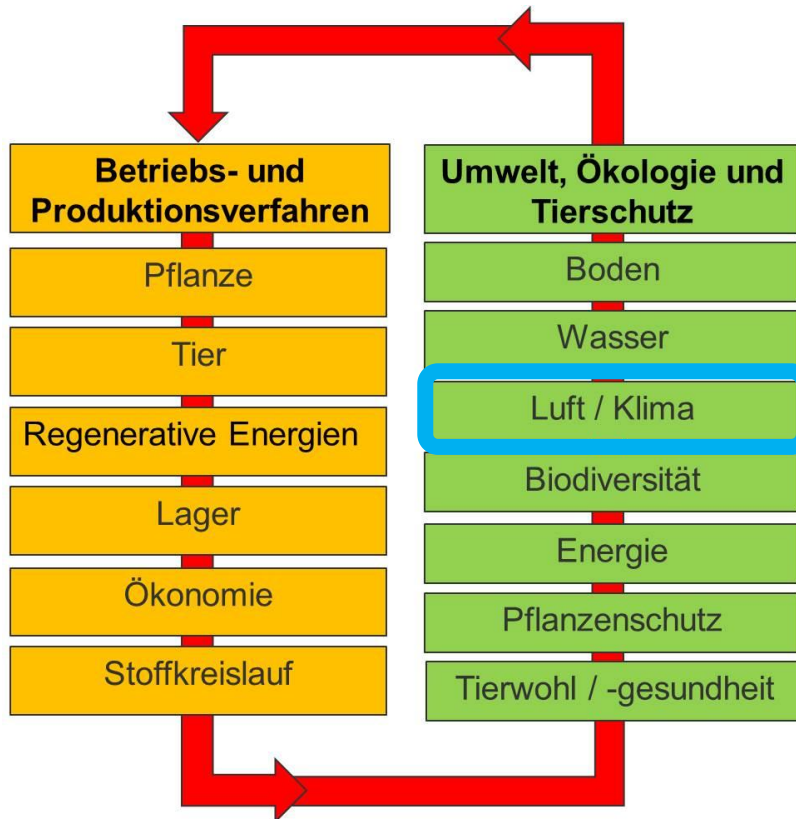 Betriebs- und
Produktionsverfahren
Pflanze
Tier
Regenerative Energien
Lager
Ökonomie
Stoffkreislauf
Umwelt, Ökologie und
Tierschutz
Boden
Wasser
Luft / Klima
Biodiversität
Energie
Pflanzenschutz
Tierwohl / -gesundheit